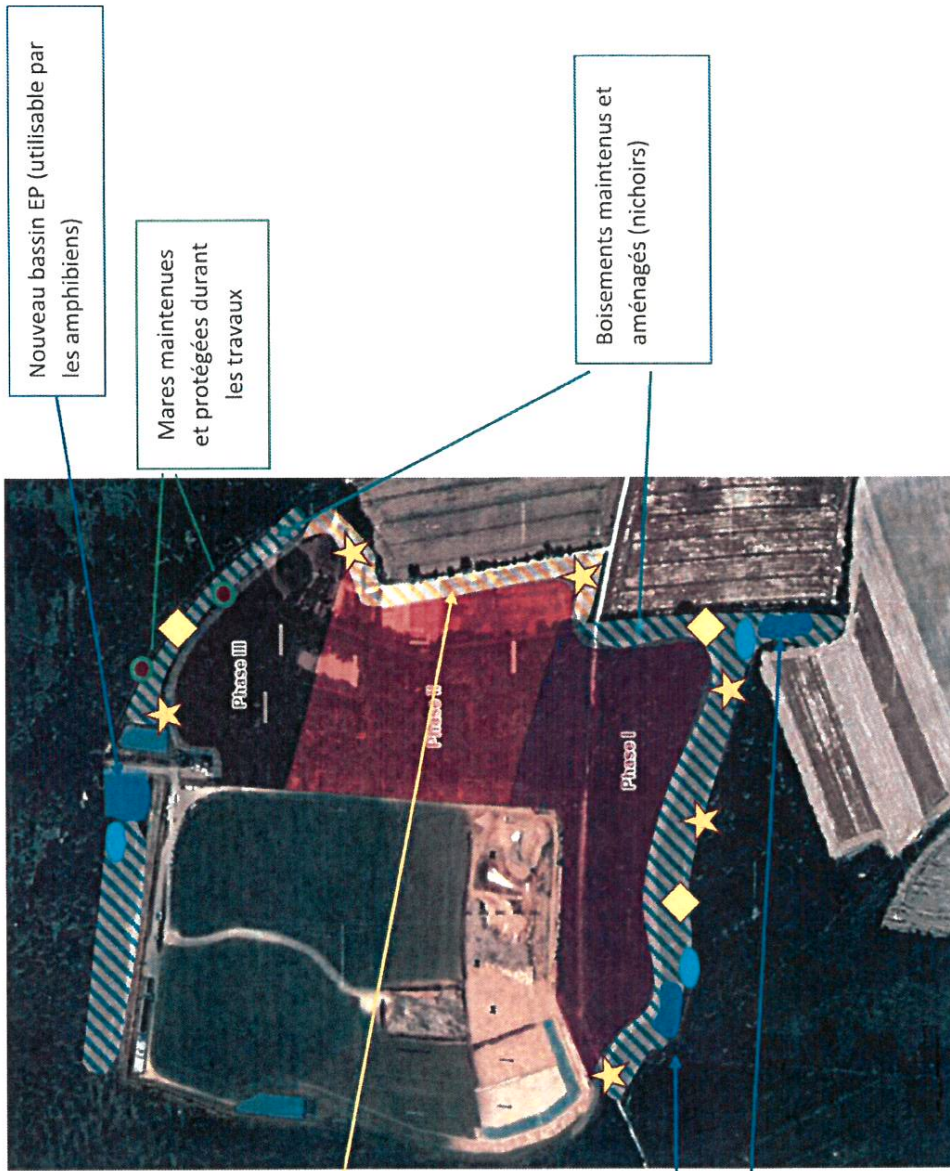 Nouveau bassin EP (utilisable par
les amphibiens)
Mares maintenues
et protégées durant
les travaux
Boisements maintenus et
aménagés (nichoirs)
Phase III
Phase II
Phase I